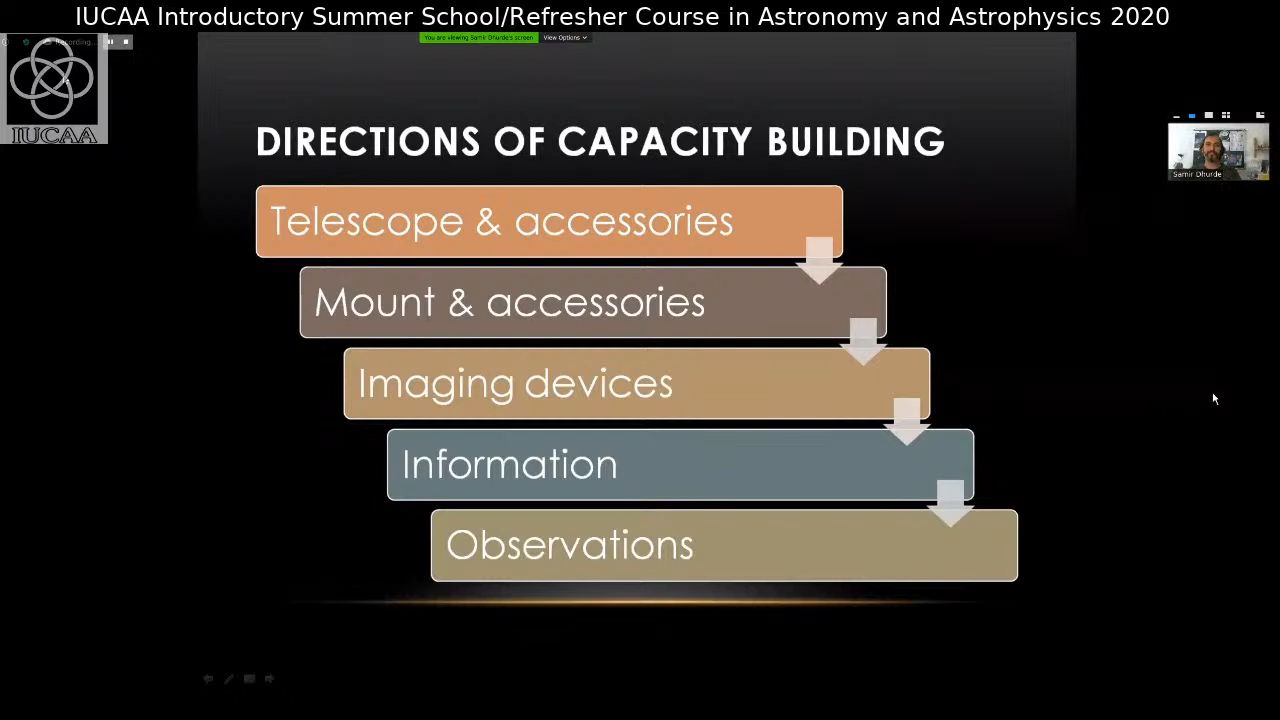 IUCAA Introductory Summer School/Refresher Course in Astronomy and Astrophysics 2020
Recording...
You are viewing Samir Dhurde's screen View Options
IUCAA
DIRECTIONS OF CAPACITY BUILDING
Samir Dhurde
Telescope & accessories
Mount & accessories
Imaging devices
Information
Observations